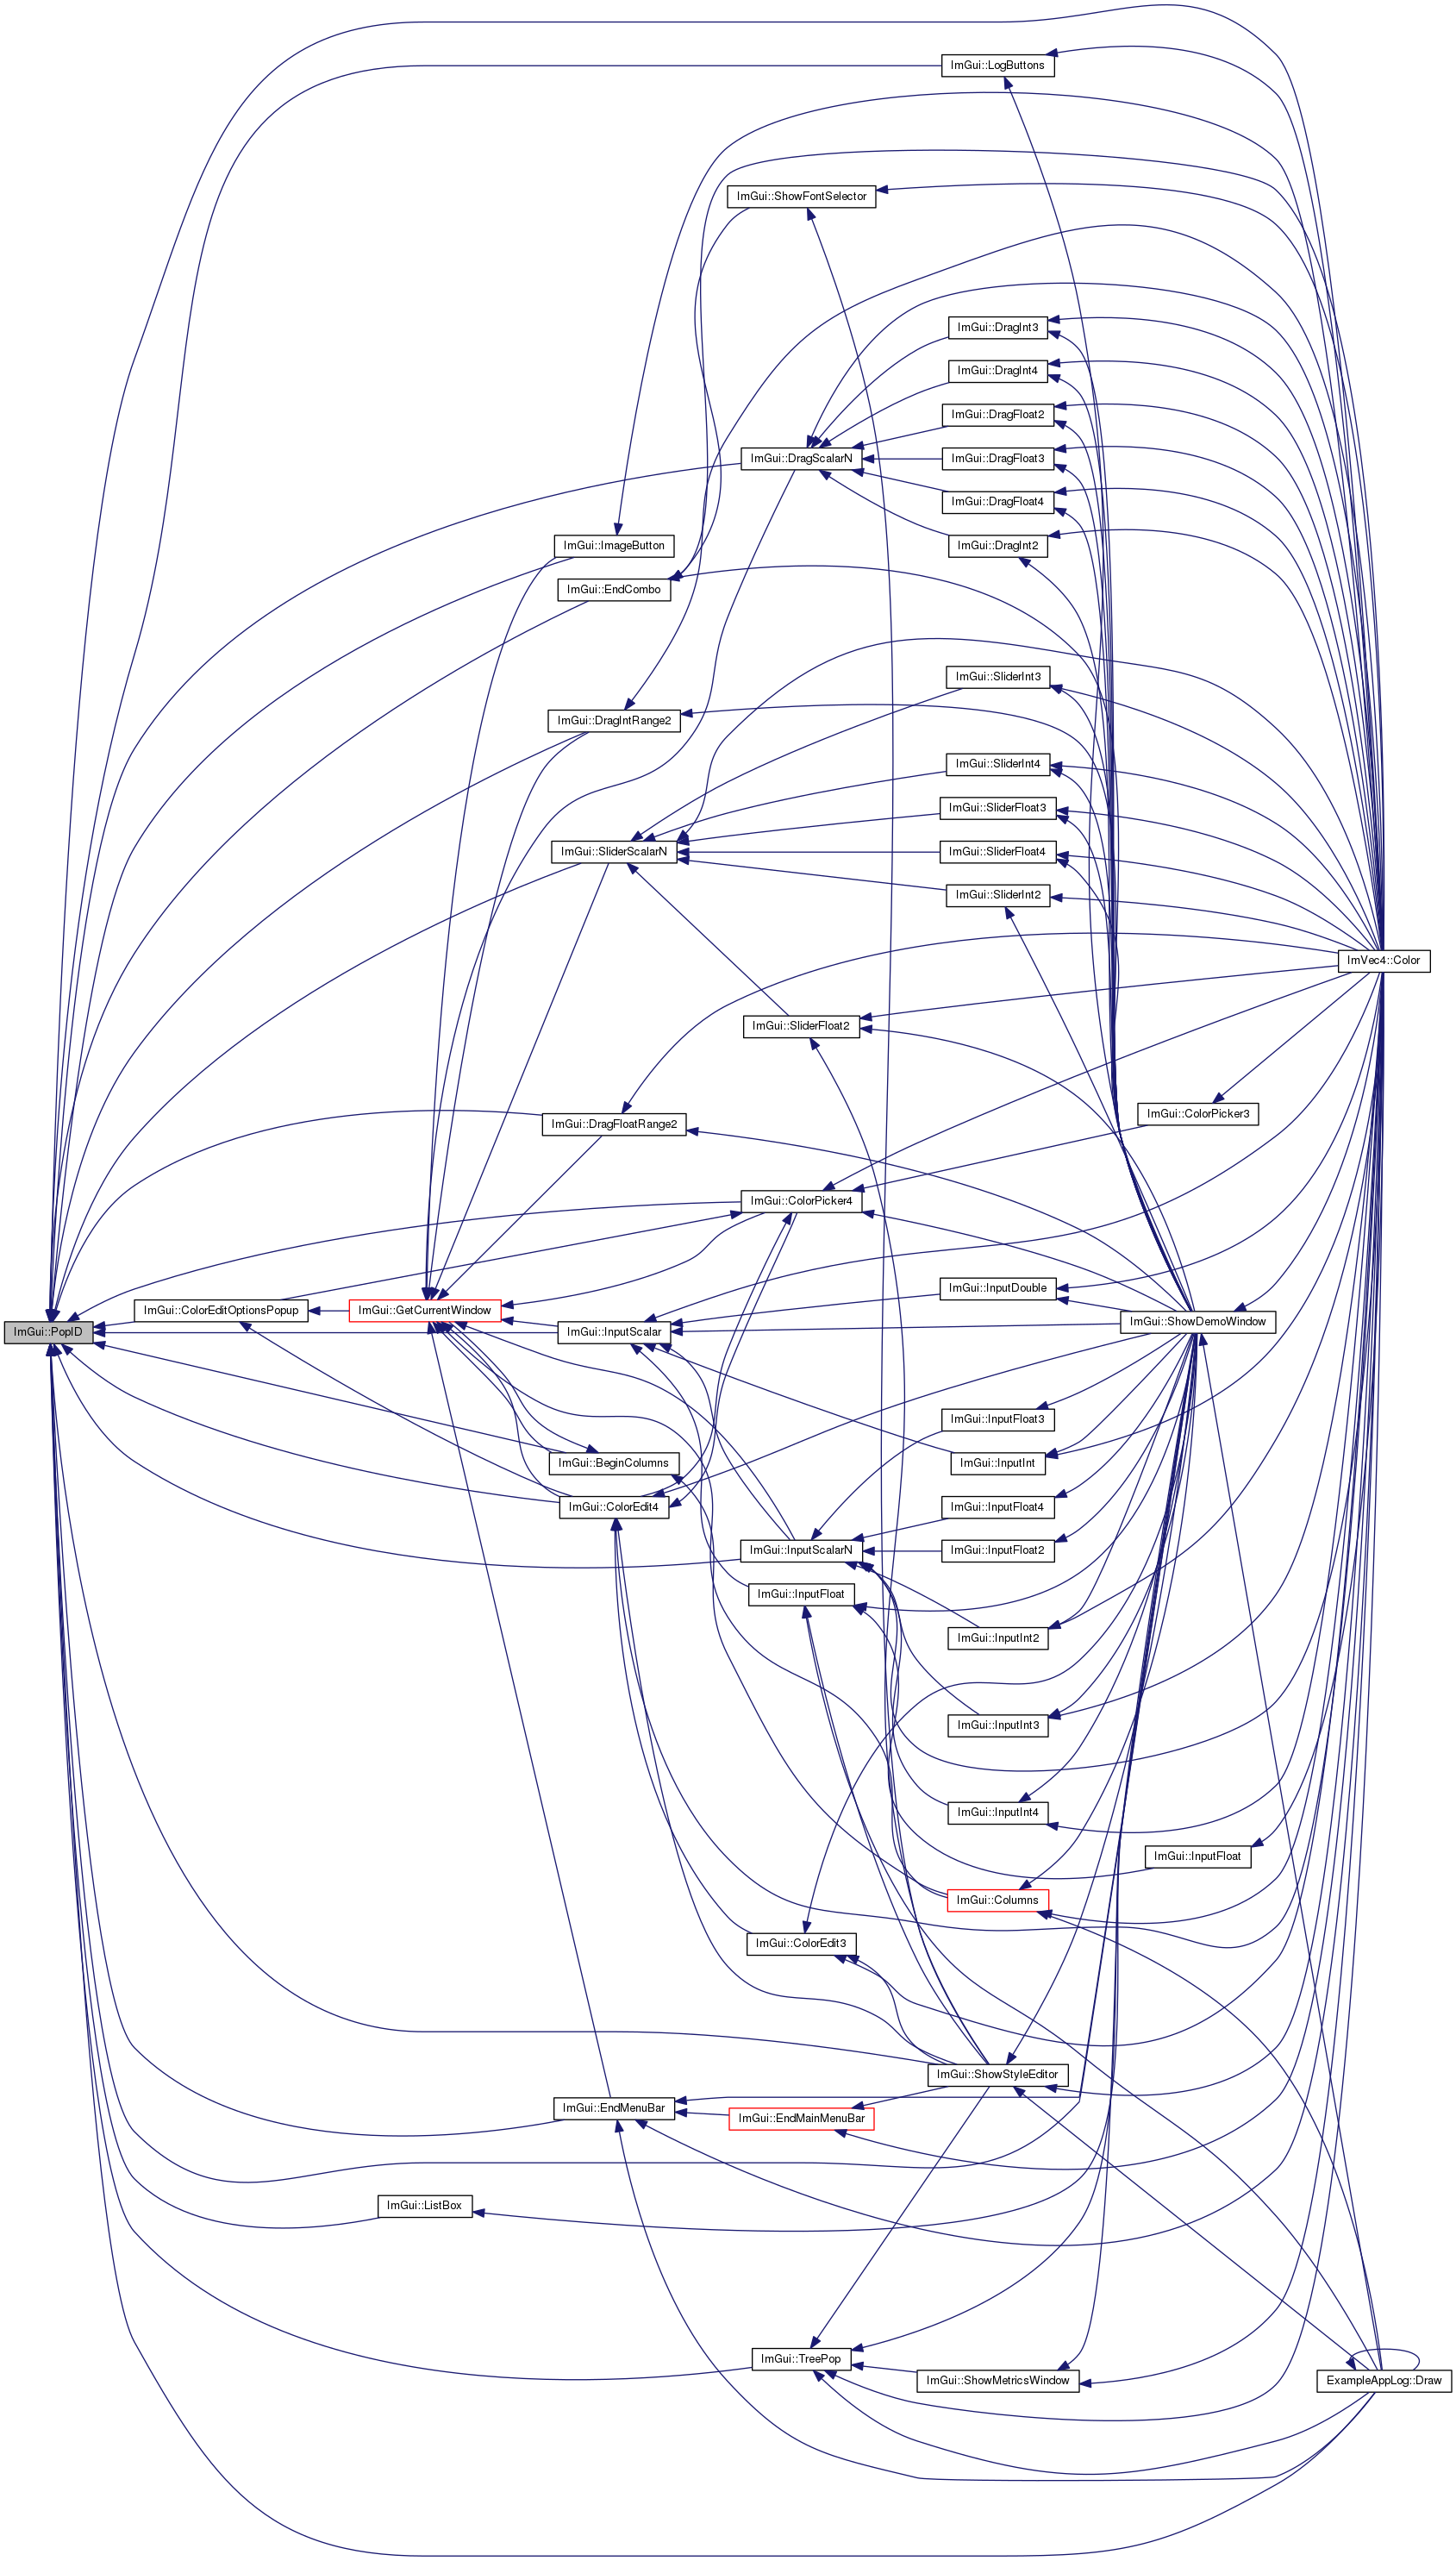 ImGui::LogButtons
ImGui::ShowFontSelector
ImGui::DragInt3
ImGui::DragInt4
ImGui::DragFloat2
ImGui::DragScalarN
ImGui::DragFloat3
ImGui::DragFloat4
ImGui::ImageButton
ImGui::DragInt2
ImGui::EndCombo
ImGui::SliderInt3
ImGui::DragIntRange2
ImGui::SliderInt4
ImGui::SliderFloat3
ImGui::SliderScalarN
ImGui::SliderFloat4
ImGui::SliderInt2
ImVec4::Color
ImGui::SliderFloat2
ImGui::ColorPicker3
ImGui::DragFloatRange2
ImGui::ColorPicker4
ImGui::InputDouble
ImGui::ColorEditOptionsPopup
ImGui::GetCurrentWindow
ImGui::ShowDemoWindow
ImGui::PopID
ImGui::InputScalar
ImGui::InputFloat3
ImGui::BeginColumns
ImGui::InputInt
ImGui::ColorEdit4
ImGui::InputFloat4
ImGui::InputScalarN
ImGui::InputFloat2
ImGui::InputFloat
ImGui::InputInt2
ImGui::InputInt3
ImGui::InputInt4
ImGui::InputFloat
ImGui::Columns
ImGui::ColorEdit3
ImGui::ShowStyleEditor
ImGui::EndMenuBar
ImGui::EndMainMenuBar
ImGui::ListBox
ImGui::TreePop
ImGui::ShowMetricsWindow
ExampleAppLog::Draw